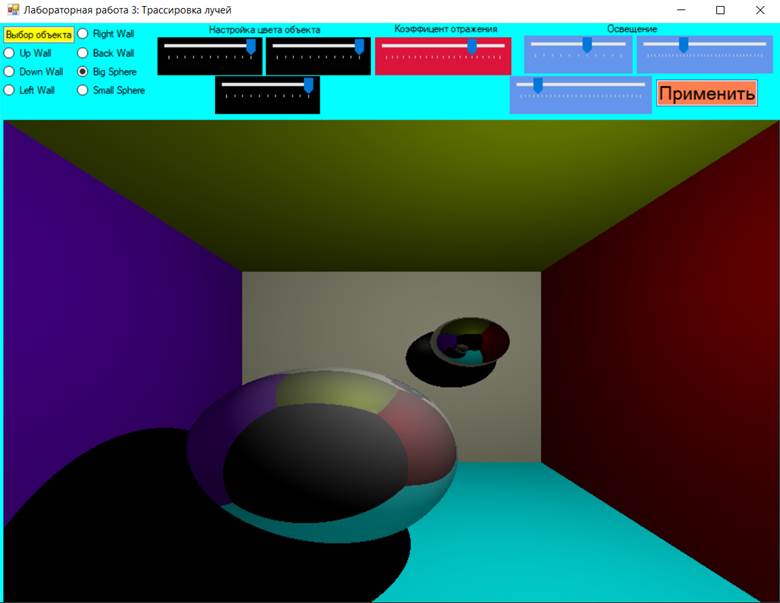 Лабораторная работа 3: Трассировка лучей
Выбор объекта
Up Wall
Down Wall
Left Wall
Right Wall
Back Wall
Big Sphere
Small Sphere
Настройка цвета объекта
Коэффицент отражения
Освещение
Применить